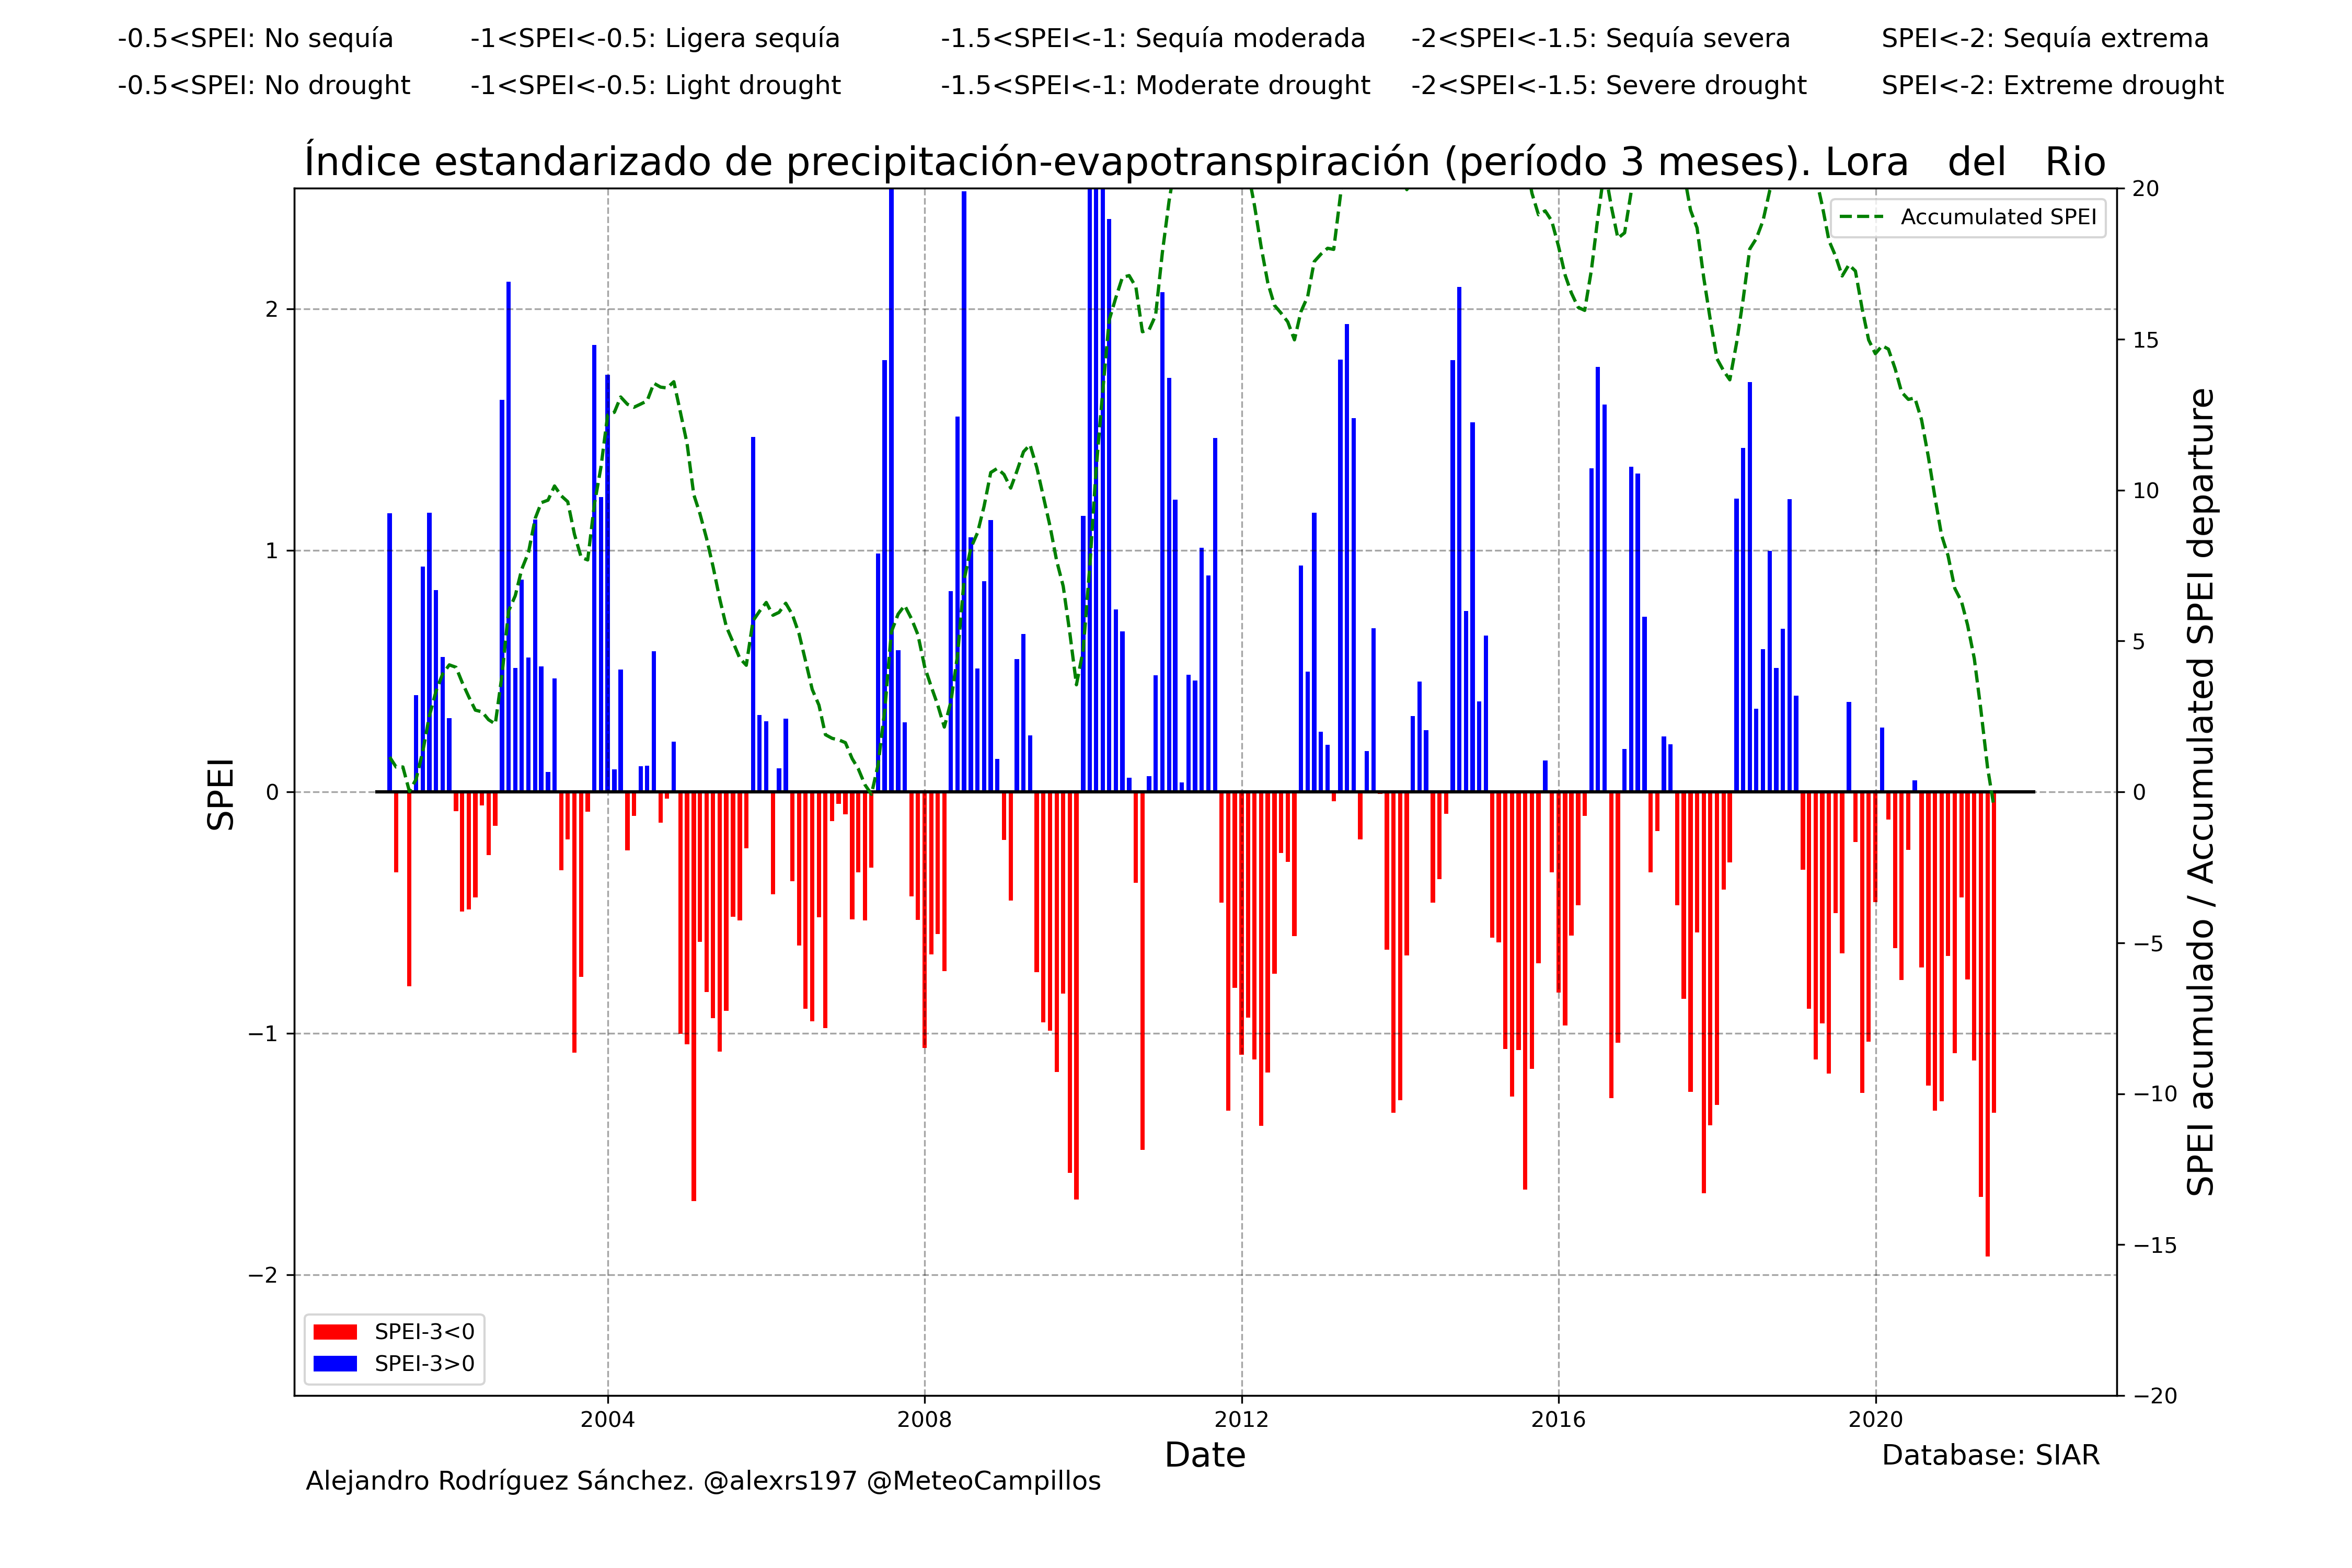 -0.5<SPEI: No sequía -1<SPEI<-0.5: Ligera sequía -1.5<SPEI<-1: Sequía moderada -2<SPEI<-1.5: Sequía severa SPEI<-2: Sequía extrema
-0.5<SPEI: No drought -1<SPEI<-0.5: Light drought -1.5<SPEI<-1: Moderate drought -2<SPEI<-1.5: Severe drought SPEI<-2: Extreme drought
Índice estandarizado de precipitación-evapotranspiración (período 3 meses). Lora del Rio
Accumulated SPEI
2
1
0
−1
−2
SPEI
20
15
10
5
0
−5
−10
−15
−20
SPEI acumulado / Accumulated SPEI departure
SPEI-3<0
SPEI-3>0
2004 2008 2012 2016 2020
Date
Database: SIAR
Alejandro Rodríguez Sánchez. @alexrs197 @MeteoCampillos